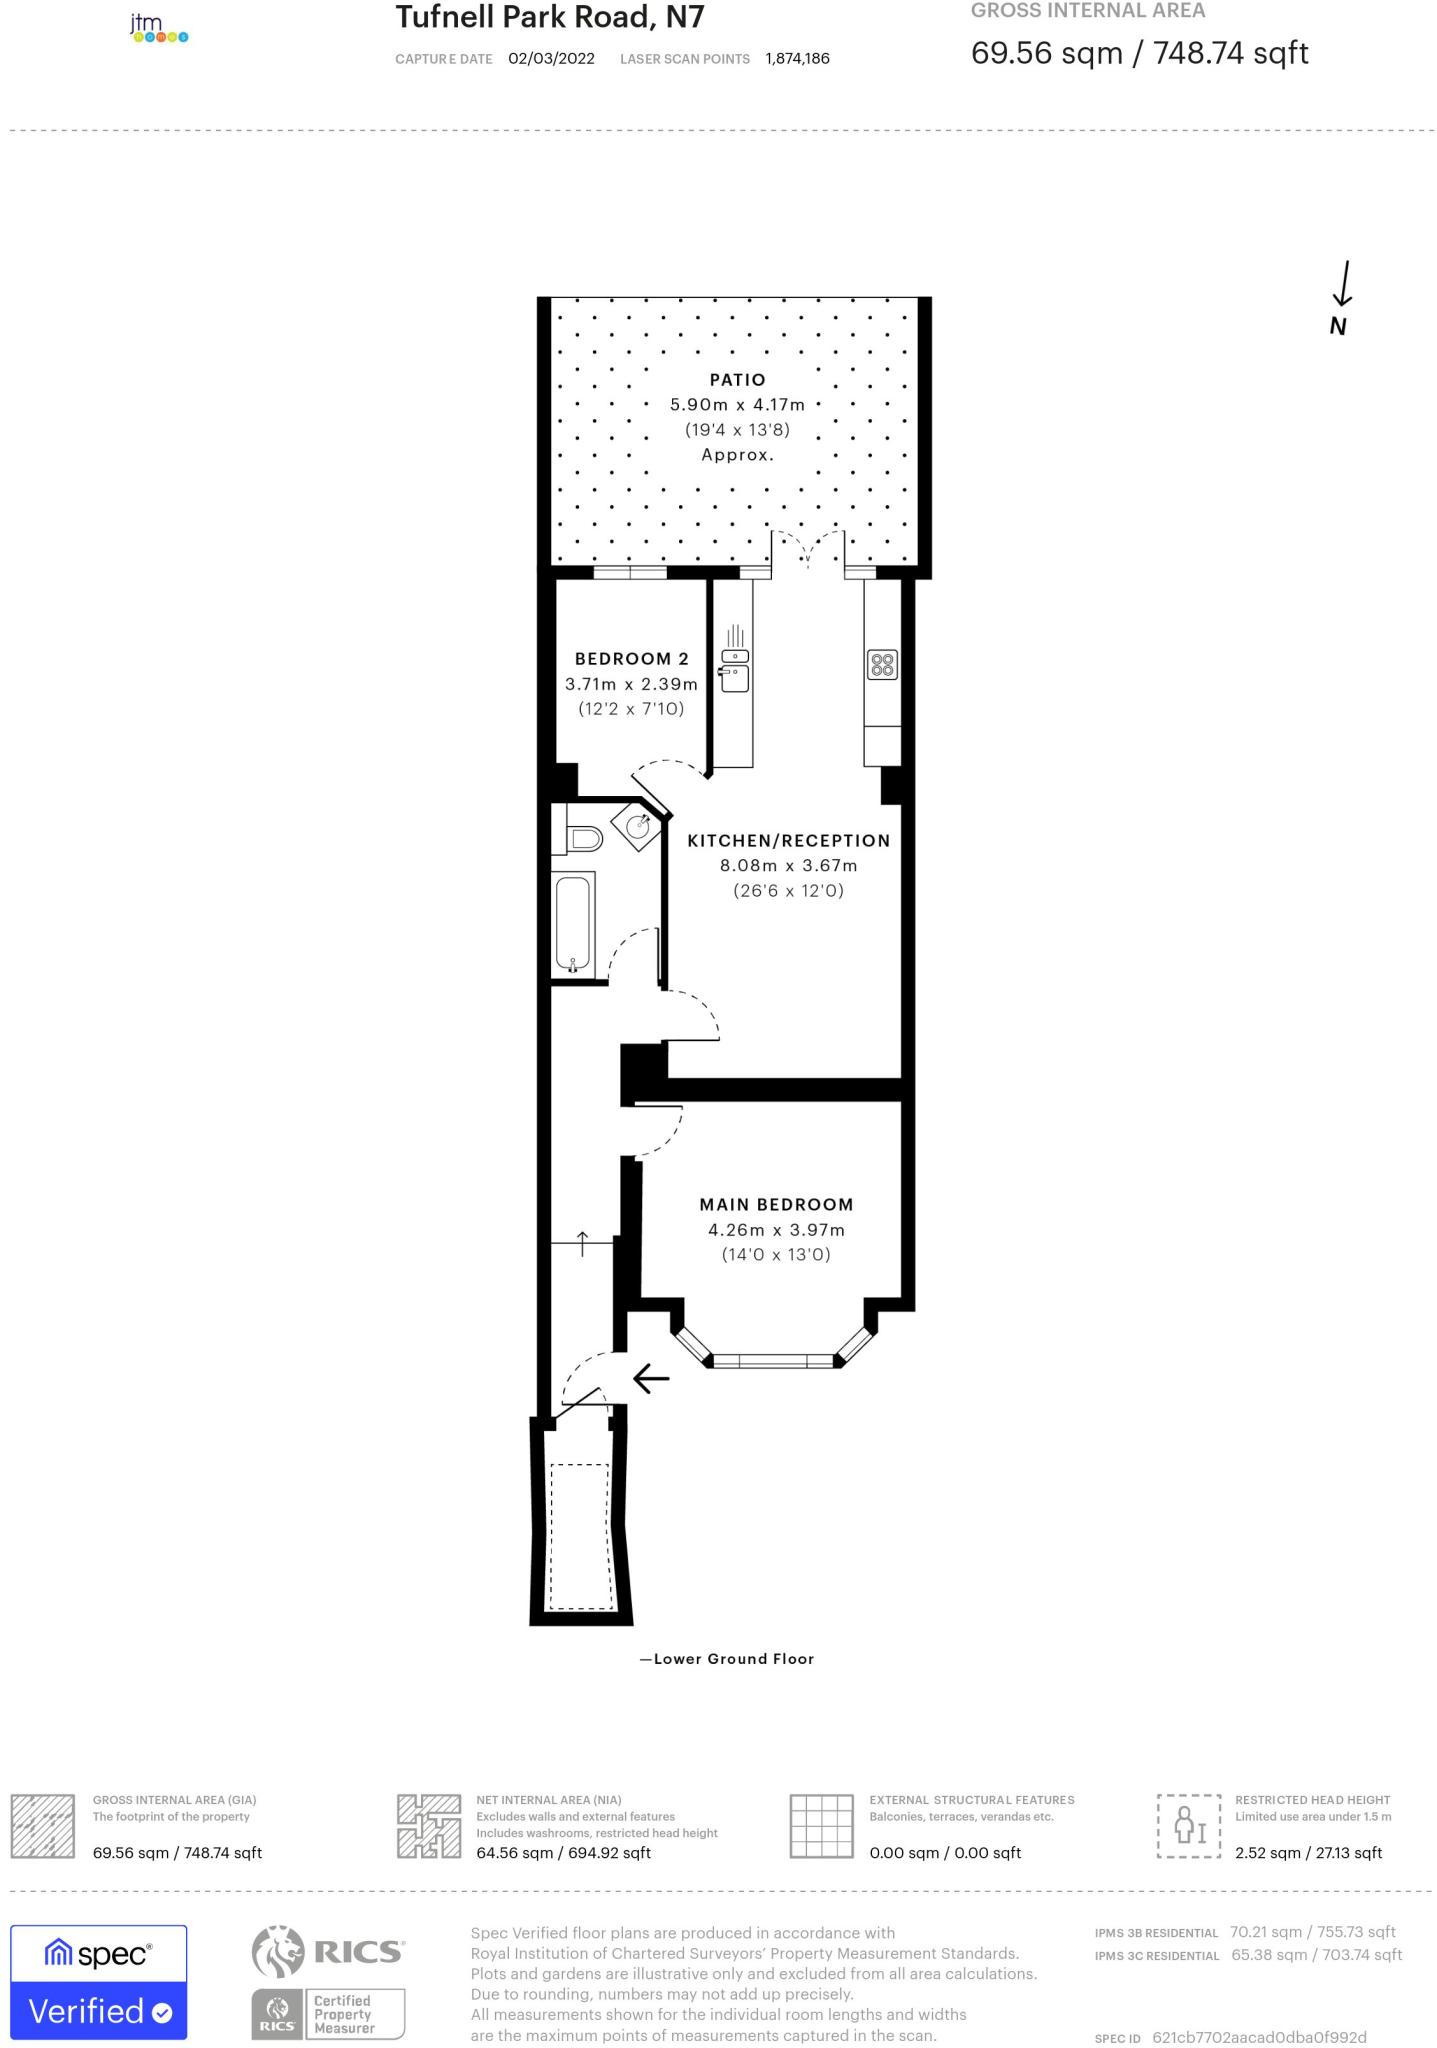 jtm
homes
Tufnell Park Road, N7
CAPTURE DATE 02/03/2022 LASER SCAN POINTS 1,874,186
GROSS INTERNAL AREA
69.56 sqm / 748.74 sqft
N
PATIO
5.90m x 4.17m
(19'4 x 13'8)
Approx.
BEDROOM 2
3.71m x 2.39m
(12'2 x 7'10)
KITCHEN/RECEPTION
8.08m x 3.67m
(26'6 x 12'0)
MAIN BEDROOM
4.26m x 3.97m
(14'0 x 13'0)
—Lower Ground Floor
GROSS INTERNAL AREA (GIA)
The footprint of the property
69.56 sqm / 748.74 sqft
NET INTERNAL AREA (NIA)
Excludes walls and external features
Includes washrooms, restricted head height
64.56 sqm / 694.92 sqft
EXTERNAL STRUCTURAL FEATURES
Balconies, terraces, verandas etc.
0.00 sqm / 0.00 sqft
RESTRICTED HEAD HEIGHT
Limited use area under 1.5 m
2.52 sqm / 27.13 sqft
spec®
Verified
RICS®
RICS
Certified
Property
Measurer
Spec Verified floor plans are produced in accordance with
Royal Institution of Chartered Surveyors’ Property Measurement Standards.
Plots and gardens are illustrative only and excluded from all area calculations.
Due to rounding, numbers may not add up precisely.
All measurements shown for the individual room lengths and widths
are the maximum points of measurements captured in the scan.
IPMS 3B RESIDENTIAL 70.21 sqm / 755.73 sqft
IPMS 3C RESIDENTIAL 65.38 sqm / 703.74 sqft
SPEC ID 621cb7702aacad0dba0f992d